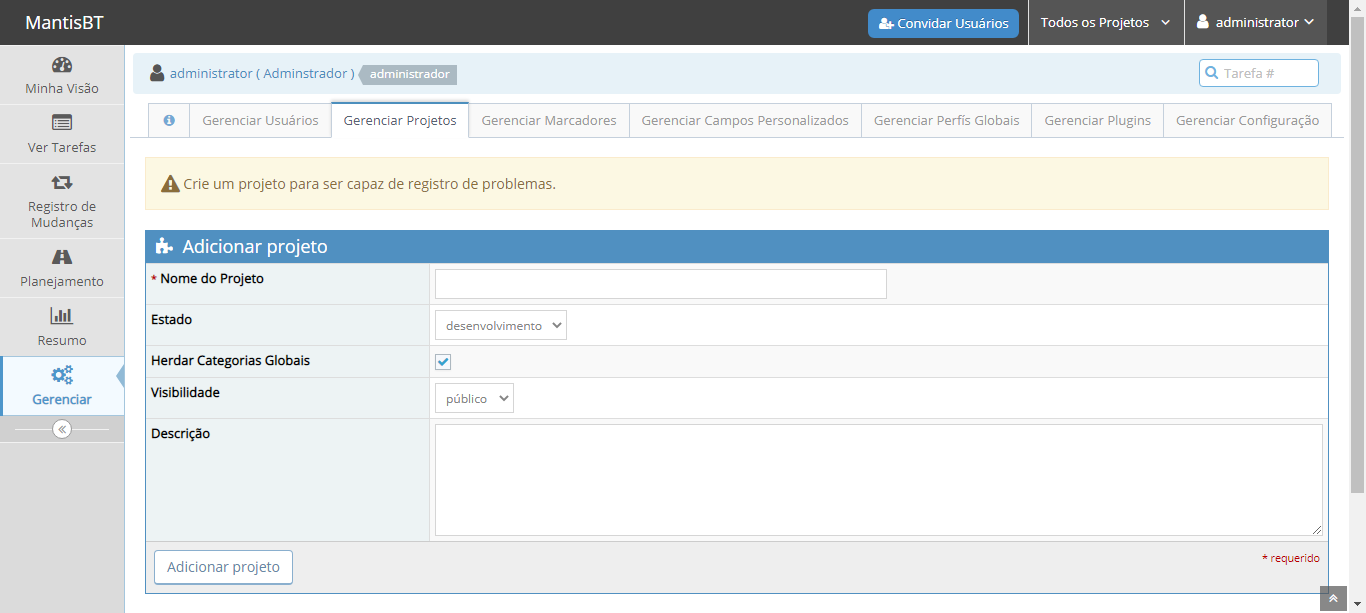 MantisBT
Convidar Usuários
Todos os Projetos
administrator
Minha Visão
Ver Tarefas
Registro de
Mudanças
Planejamento
Resumo
Gerenciar
administrator ( Adminstrador ) administrador
Tarefa #
Gerenciar Usuários
Gerenciar Projetos
Gerenciar Marcadores
Gerenciar Campos Personalizados
Gerenciar Perfís Globais
Gerenciar Plugins
Gerenciar Configuração
Crie um projeto para ser capaz de registro de problemas.
Adicionar projeto
* Nome do Projeto
Estado
desenvolvimento
Herdar Categorias Globais
Visibilidade
público
Descrição
Adicionar projeto
* requerido